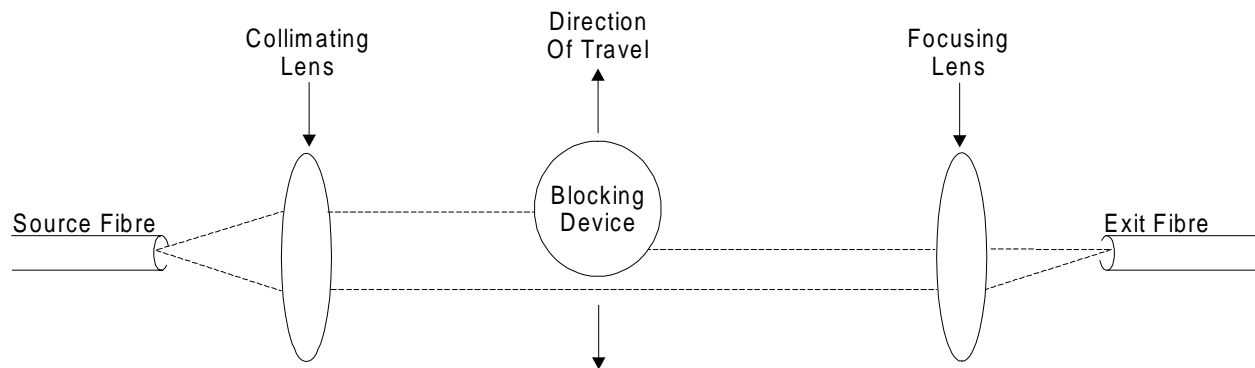 Direction
Of Travel
Collimating
Lens
Focusing
Lens
Blocking
Device
Source Fibre
Exit Fibre